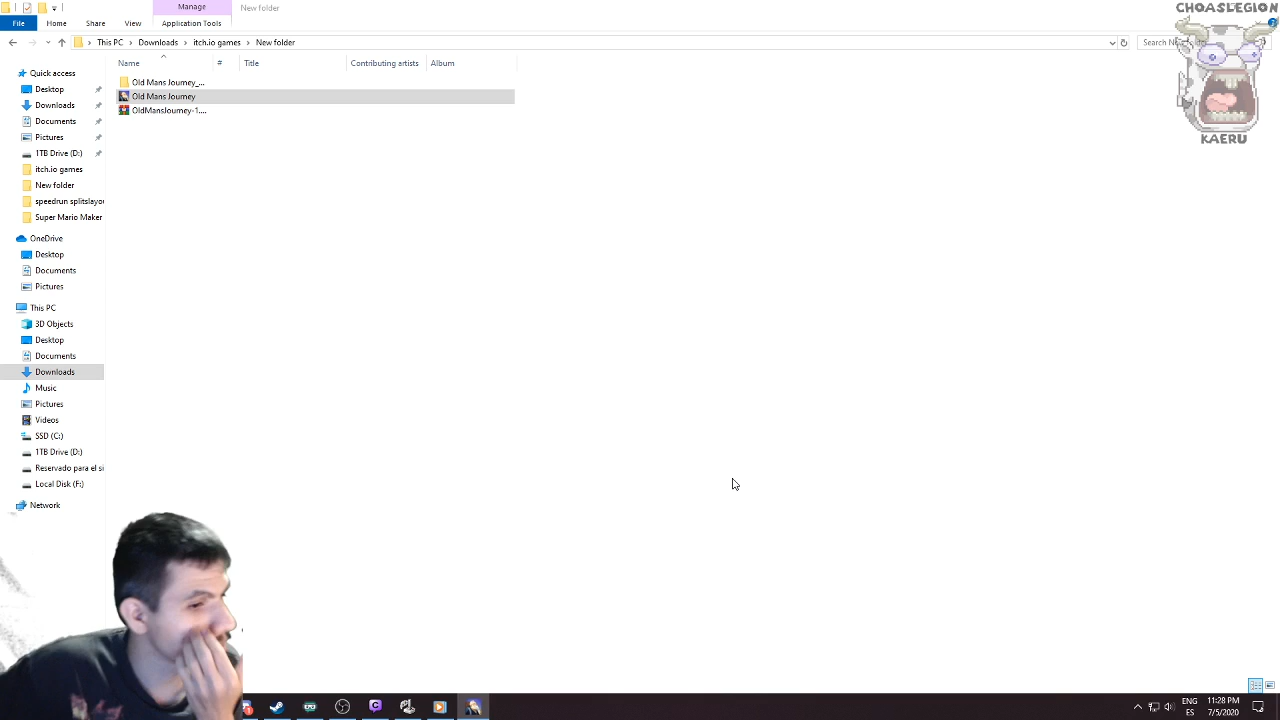 Manage
New folder
CHOASLEGION
File
Home
Share
View
Application Tools
This PC
Downloads
itch.io games
New folder
Name
#
Title
Contributing artists
Album
Quick access
Desktop
Downloads
Documents
Pictures
1TB Drive (D:)
itch.io games
New folder
speedrun splitslayou
Super Mario Maker
OneDrive
Desktop
Documents
Pictures
This PC
3D Objects
Desktop
Documents
Downloads
Music
Pictures
Videos
SSD (C:)
1TB Drive (D:)
Reservado para el si
Local Disk (F:)
Network
Old Mans Journey_...
Old Mans Journey
OldMansJourney-1....
KAERU
ENG
ES
11:28 PM
7/5/2020